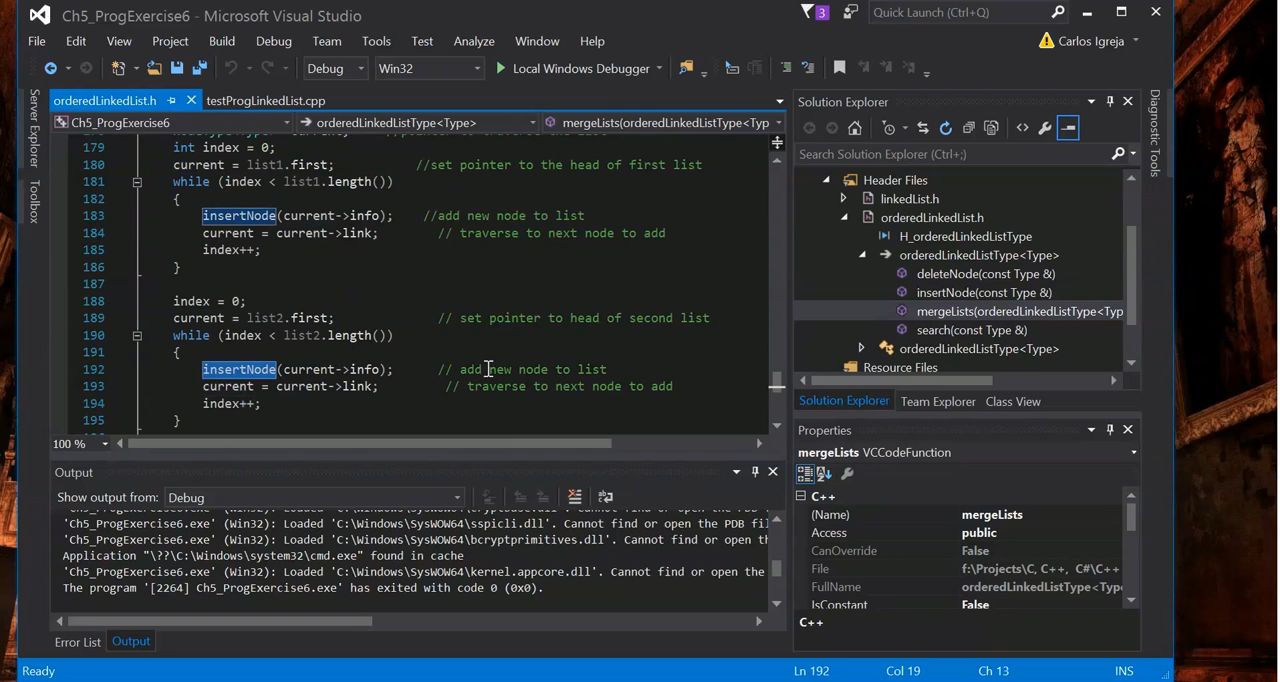 Ch5_ProgExercise6 - Microsoft Visual Studio
3
Quick Launch (Ctrl+Q)
File Edit View Project Build Debug Team Tools Test Analyze Window Help
Carlos Igreja
Debug Win32 Local Windows Debugger
Server Explorer
Toolbox
orderedLinkedList.h testProgLinkedList.cpp
Ch5_ProgExercise6 orderedLinkedListType<Type> mergeLists(orderedLinkedListType<Typ
179 int index = 0;
180 current = list1.first; //set pointer to the head of first list
181 while (index < list1.length())
182 {
183 insertNode(current->info); //add new node to list
184 current = current->link; // traverse to next node to add
185 index++;
186 }
187
188 index = 0;
189 current = list2.first; // set pointer to head of second list
190 while (index < list2.length())
191 {
192 insertNode(current->info); // add new node to list
193 current = current->link; // traverse to next node to add
194 index++;
195 }
100 %
Output
Show output from: Debug
'Ch5_ProgExercise6.exe' (Win32): Loaded 'C:\Windows\SysWOW64\sspicli.dll'. Cannot find or open the PDB fil
'Ch5_ProgExercise6.exe' (Win32): Loaded 'C:\Windows\SysWOW64\bcryptprimitives.dll'. Cannot find or open th
Application "\??\C:\Windows\system32\cmd.exe" found in cache
'Ch5_ProgExercise6.exe' (Win32): Loaded 'C:\Windows\SysWOW64\kernel.appcore.dll'. Cannot find or open the
The program '[2264] Ch5_ProgExercise6.exe' has exited with code 0 (0x0).
Error List Output
Solution Explorer
Search Solution Explorer (Ctrl+;)
Header Files
linkedList.h
orderedLinkedList.h
H_orderedLinkedListType
orderedLinkedListType<Type>
deleteNode(const Type &)
insertNode(const Type &)
mergeLists(orderedLinkedListType<Typ
search(const Type &)
orderedLinkedListType<Type>
Resource Files
Solution Explorer Team Explorer Class View
Diagnostic Tools
Properties
mergeLists VCCodeFunction
C++
(Name) mergeLists
Access public
CanOverride False
File f:\Projects\C, C++, C#\C++
FullName orderedLinkedListType<Type
IsConstant False
C++
Ready Ln 192 Col 19 Ch 13 INS